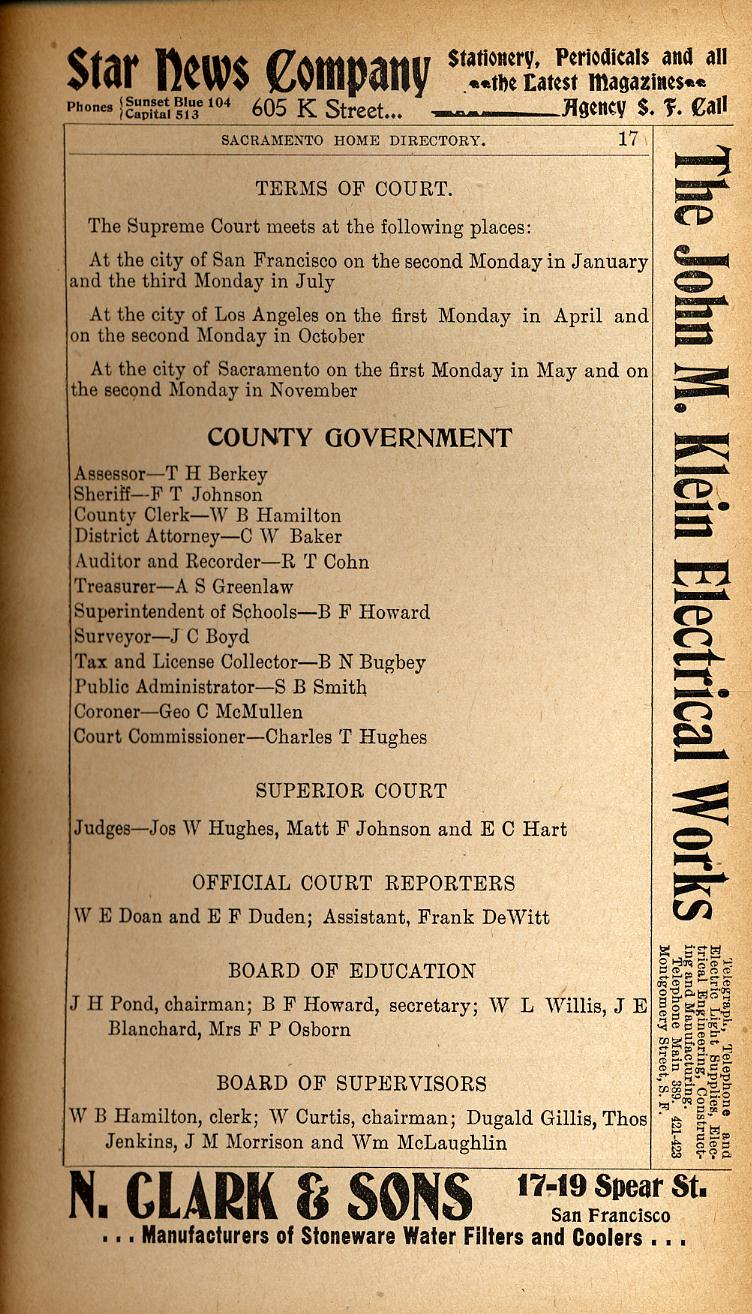 Star News Company
Phones { Sunset Blue 104
Capital 513
605 K Street...
Stationery, Periodicals and all
the Latest Magazines
Agency S. F. Call
SACRAMENTO HOME DIRECTORY. 17
TERMS OF COURT.
The Supreme Court meets at the following places:
At the city of San Francisco on the second Monday in January
and the third Monday in July
At the city of Los Angeles on the first Monday in April and
on the second Monday in October
At the city of Sacramento on the first Monday in May and on
the second Monday in November
COUNTY GOVERNMENT
Assessor—T H Berkey
Sheriff—F T Johnson
County Clerk—W B Hamilton
District Attorney—C W Baker
Auditor and Recorder—R T Cohn
Treasurer—A S Greenlaw
Superintendent of Schools—B F Howard
Surveyor—J C Boyd
Tax and License Collector—B N Bugbey
Public Administrator—S B Smith
Coroner—Geo C McMullen
Court Commissioner—Charles T Hughes
SUPERIOR COURT
Judges—Jos W Hughes, Matt F Johnson and E C Hart
OFFICIAL COURT REPORTERS
W E Doan and E F Duden; Assistant, Frank DeWitt
BOARD OF EDUCATION
J H Pond, chairman; B F Howard, secretary; W L Willis, J E
Blanchard, Mrs F P Osborn
BOARD OF SUPERVISORS
W B Hamilton, clerk; W Curtis, chairman; Dugald Gillis, Thos
Jenkins, J M Morrison and Wm McLaughlin
The John M. Klein Electrical Works
Telegraph, Telephone and
Electric Light Supplies, Elec-
trical Engineering, Construct-
ing and Manufacturing.
Telephone Main 389. 421-423
Montgomery Street, S. F.
N. CLARK & SONS
17-19 Spear St.
San Francisco
... Manufacturers of Stoneware Water Filters and Coolers ...